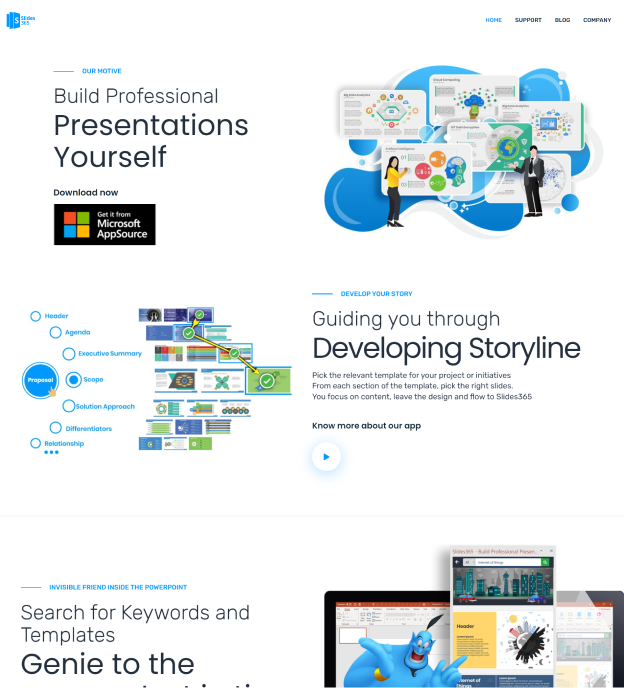 Slides
365
HOME SUPPORT BLOG COMPANY
OUR MOTIVE
Build Professional
Presentations
Yourself
Download now
Get it from
Microsoft
AppSource
Cloud Computing
Artificial Intelligence
01
03
DEVELOP YOUR STORY
Guiding you through
Developing Storyline
Pick the relevant template for your project or initiatives
From each section of the template, pick the right slides.
You focus on content, leave the design and flow to Slides365
Know more about our app
Header
Agenda
Executive Summary
Proposal
Scope
Solution Approach
Differentiators
Relationship
INVISIBLE FRIEND INSIDE THE POWERPOINT
Search for Keywords and
Templates
Genie to the
Slides365 - Build Professional Presen...
All
internet of things
Header
Internet of
things